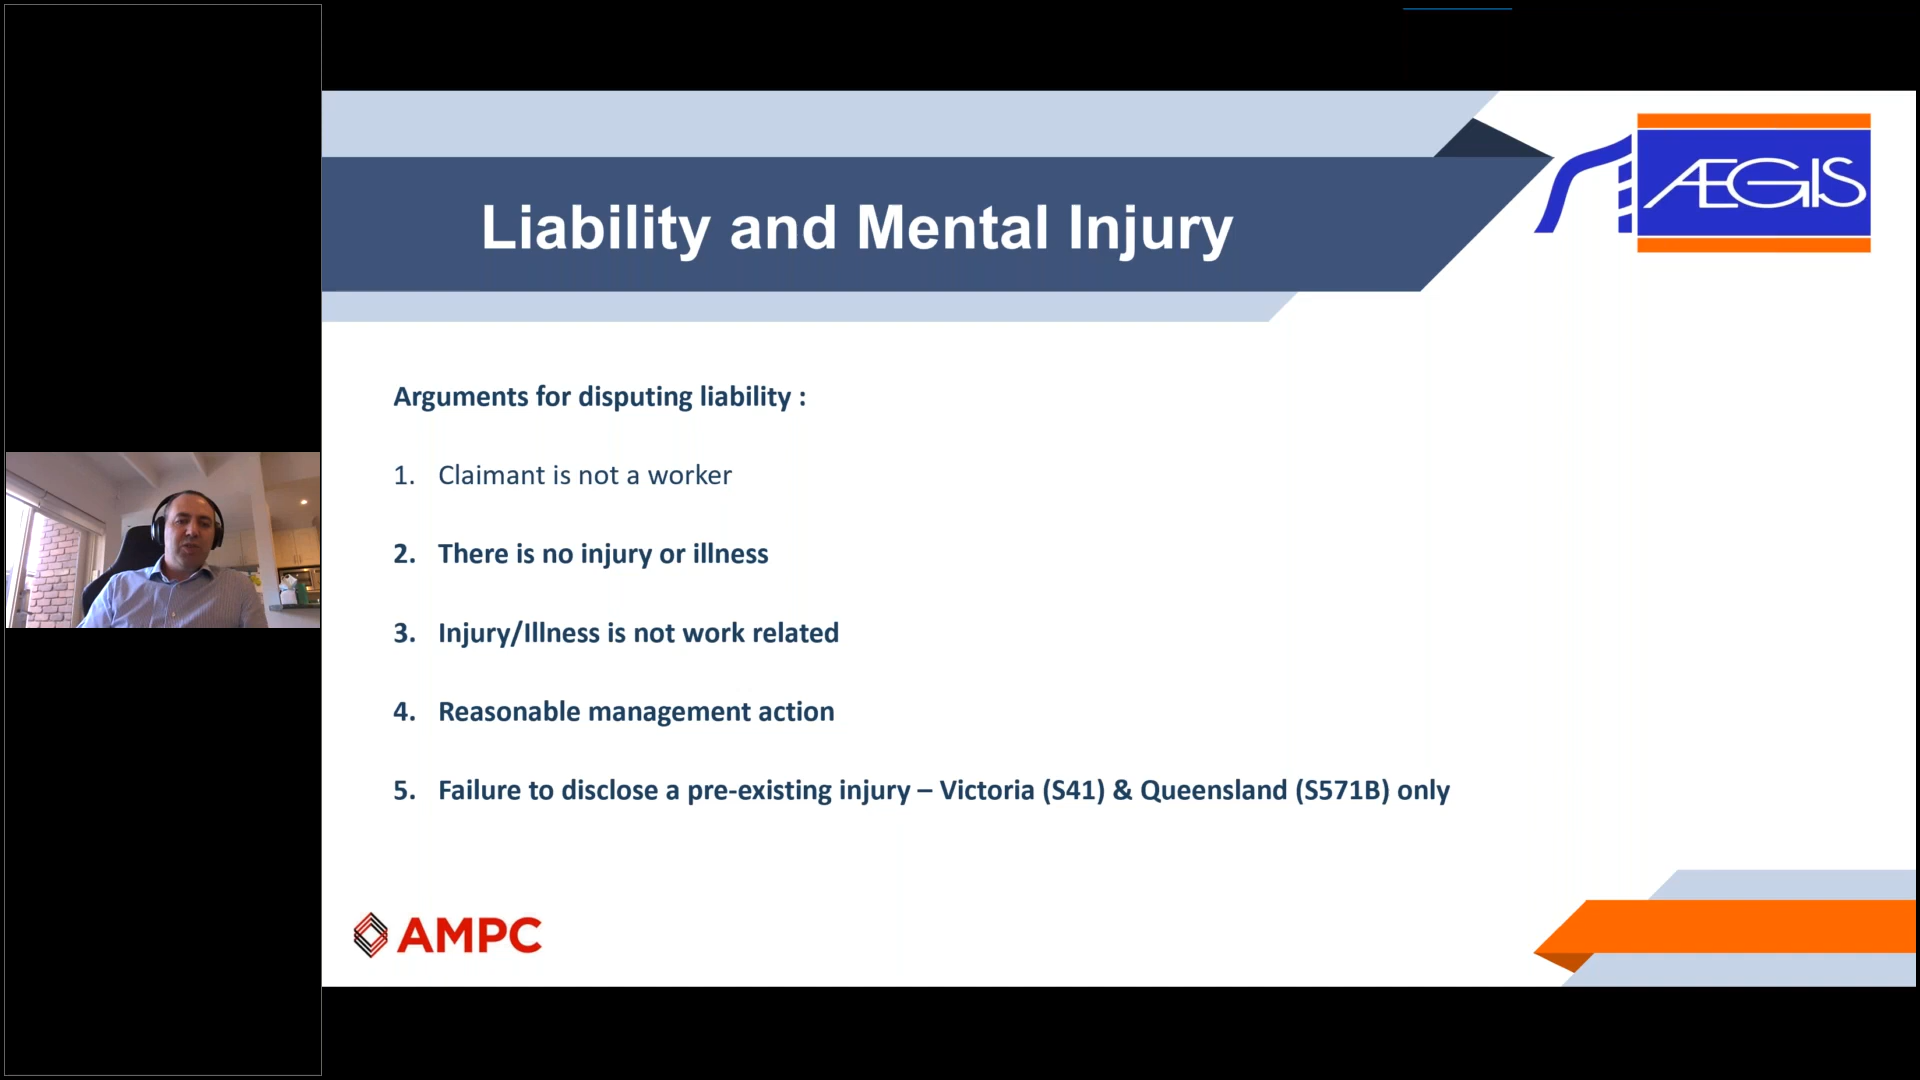 Liability and Mental Injury
ÆGIS
Arguments for disputing liability :
1. Claimant is not a worker
2. There is no injury or illness
3. Injury/Illness is not work related
4. Reasonable management action
5. Failure to disclose a pre-existing injury – Victoria (S41) & Queensland (S571B) only
AMPC